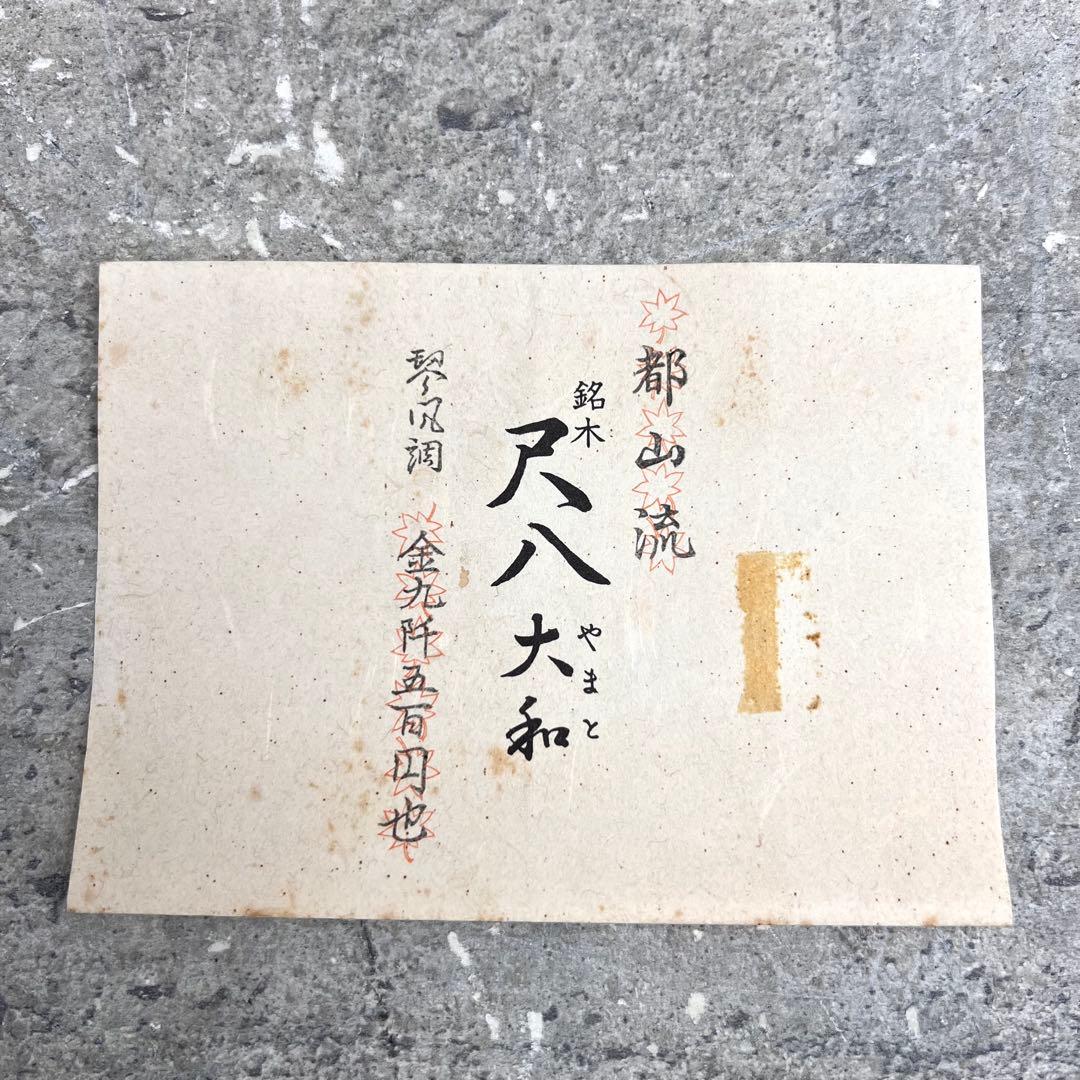 都山流
銘木
尺八 大和
やまと
琴風調
金九阡五百円也